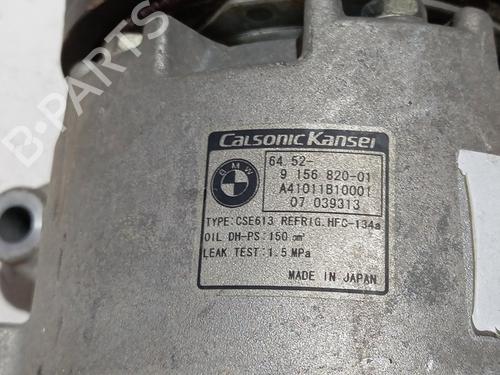 B-PARTS
CalsonicKansei
BMW
64 52-
9 156 820-01
A41011B10001
07 039313
TYPE:CSE613 REFRIG.HFC-134a
OIL DH-PS:150 cm³
LEAK TEST:1.5 MPa
MADE IN JAPAN